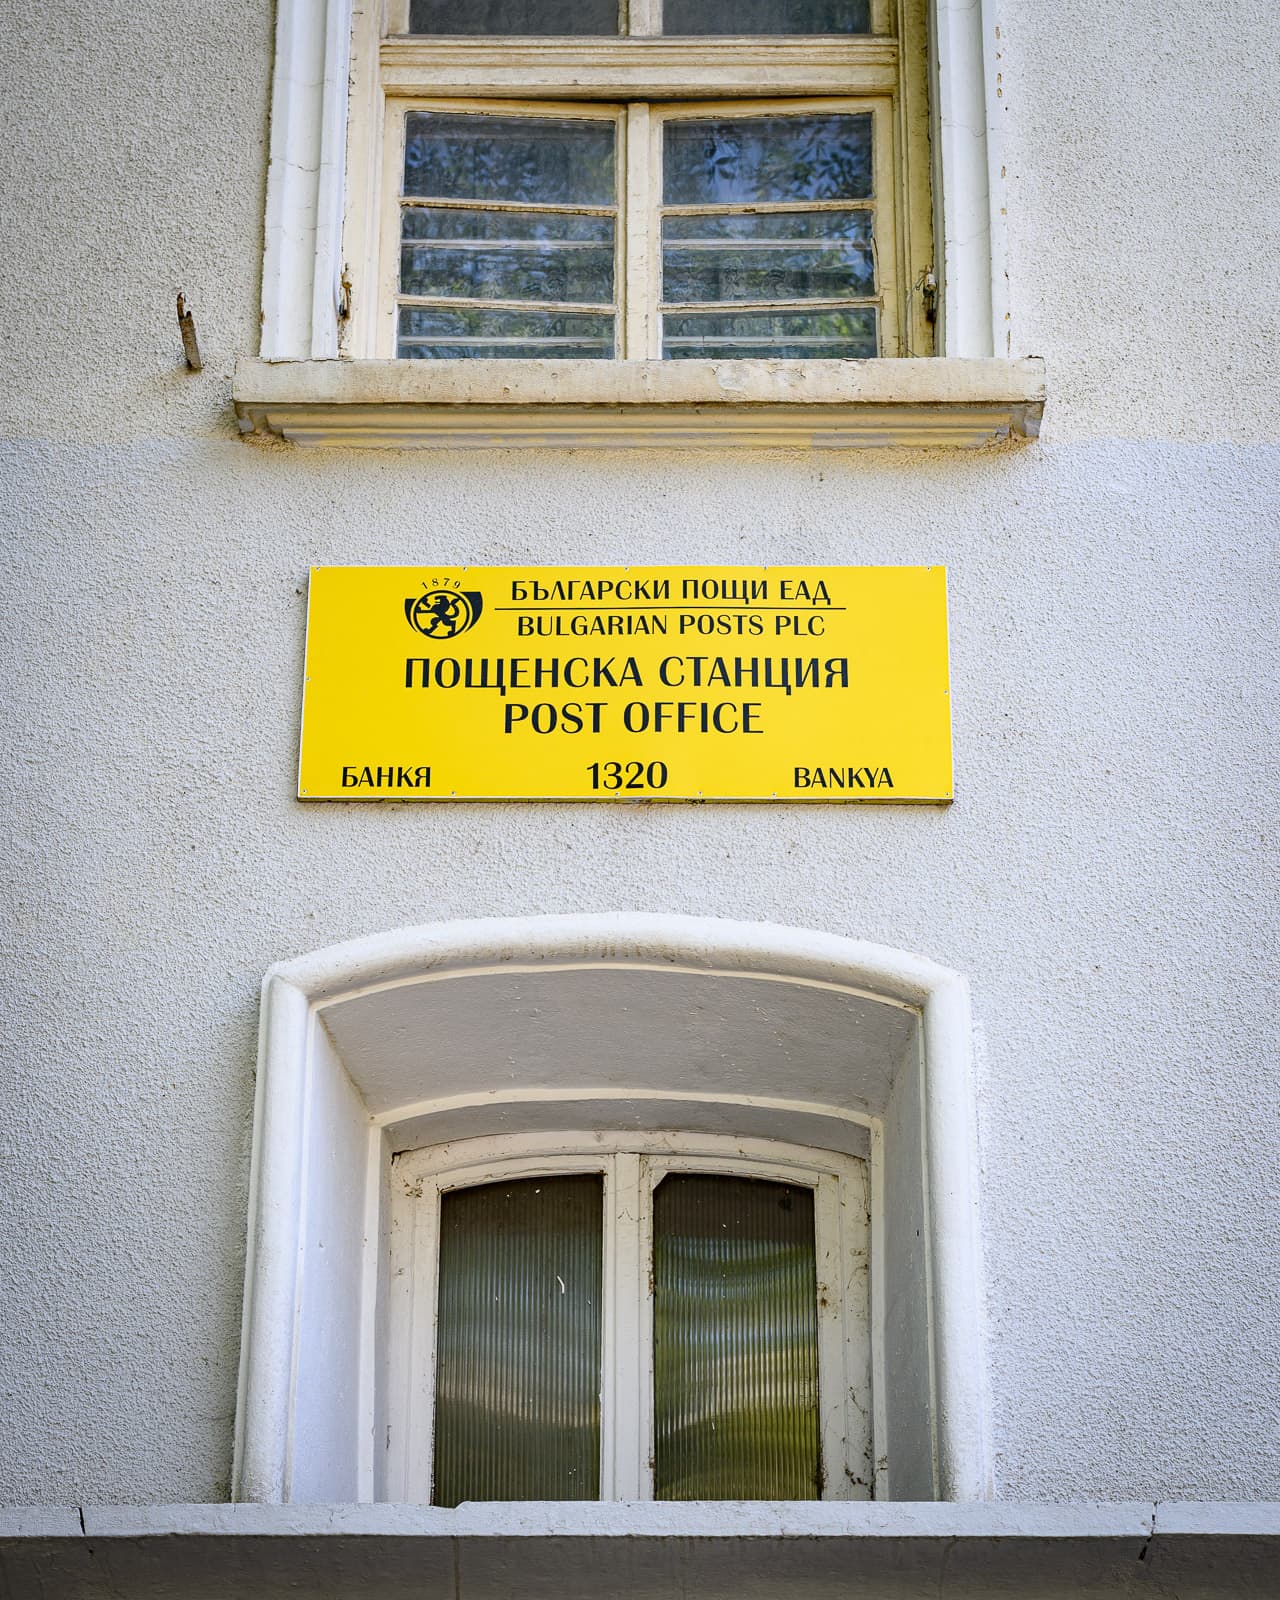 1879
БЪЛГАРСКИ ПОЩИ ЕАД
BULGARIAN POSTS PLC
ПОЩЕНСКА СТАНЦИЯ
POST OFFICE
БАНКЯ 1320 BANKYA